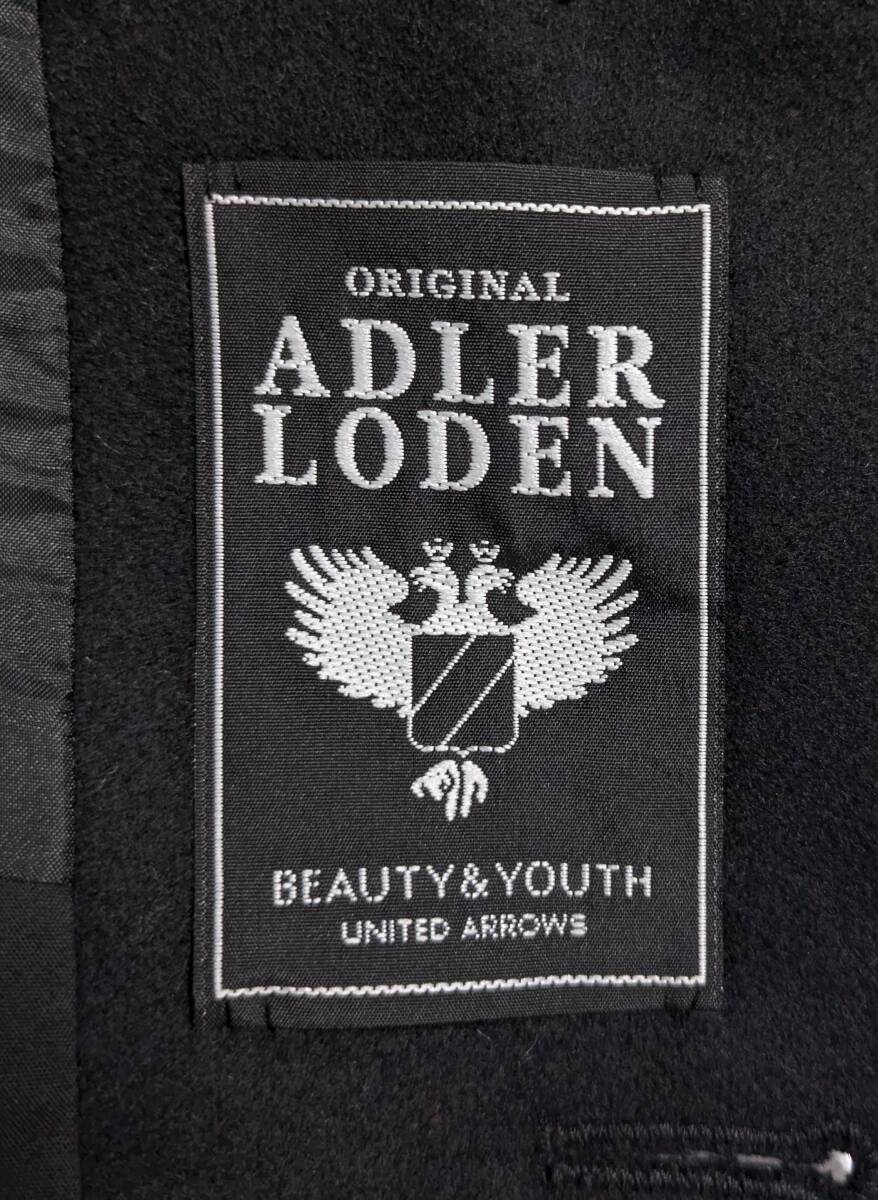 ORIGINAL
ADLER
LODEN
BEAUTY&YOUTH
UNITED ARROWS